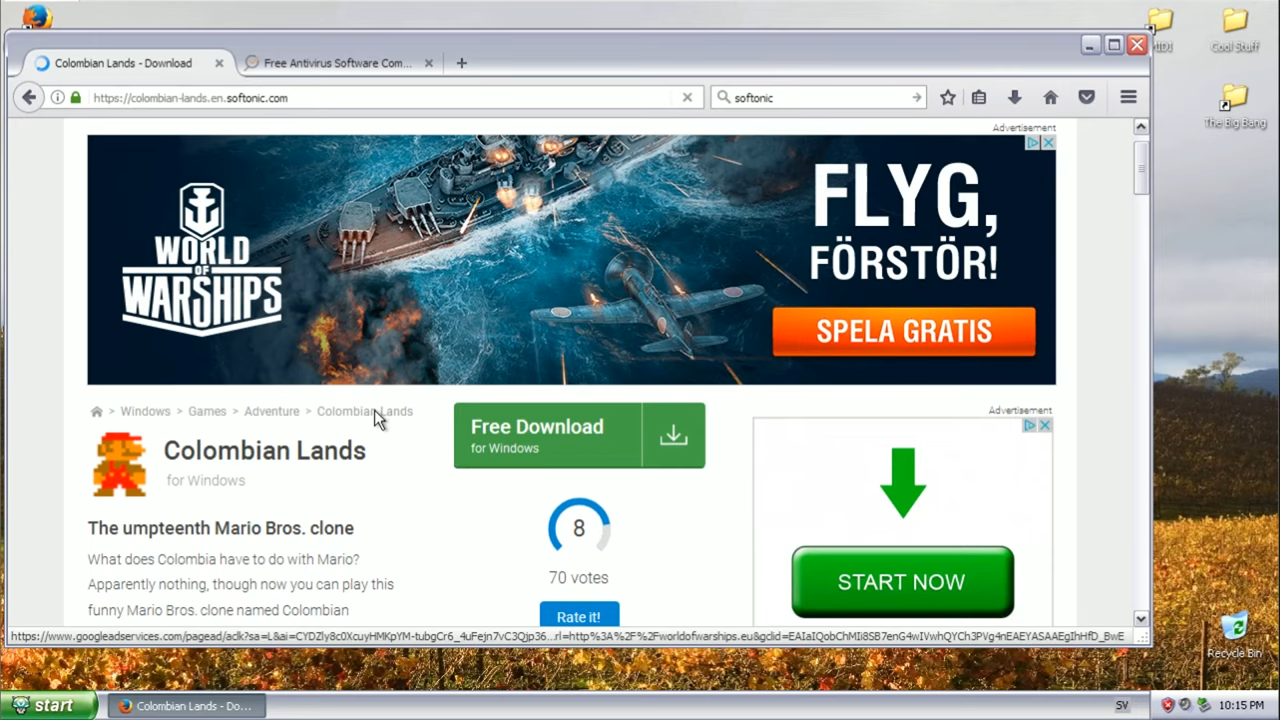 Colombian Lands - Download
Free Antivirus Software Com...
https://colombian-lands.en.softonic.com
softonic
Cool Stuff
The Big Bang
Advertisement
WORLD
OF
WARSHIPS
FLYG,
FÖRSTÖR!
SPELA GRATIS
> Windows > Games > Adventure > Colombian Lands
Colombian Lands
for Windows
Free Download
for Windows
Advertisement
The umpteenth Mario Bros. clone
What does Colombia have to do with Mario?
Apparently nothing, though now you can play this
funny Mario Bros. clone named Colombian
8
70 votes
Rate it!
START NOW
Recycle Bin
start
Colombian Lands - Do...
SV
10:15 PM